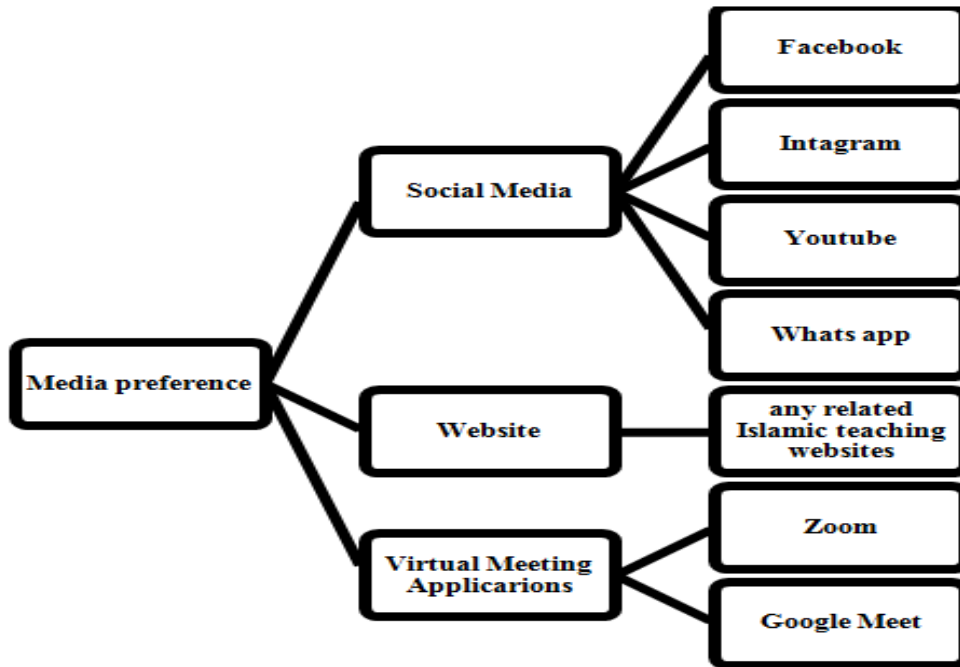 Media preference
Social Media
Facebook
Intagram
Youtube
Whats app
Website
any related
Islamic teaching
websites
Virtual Meeting
Applicarions
Zoom
Google Meet